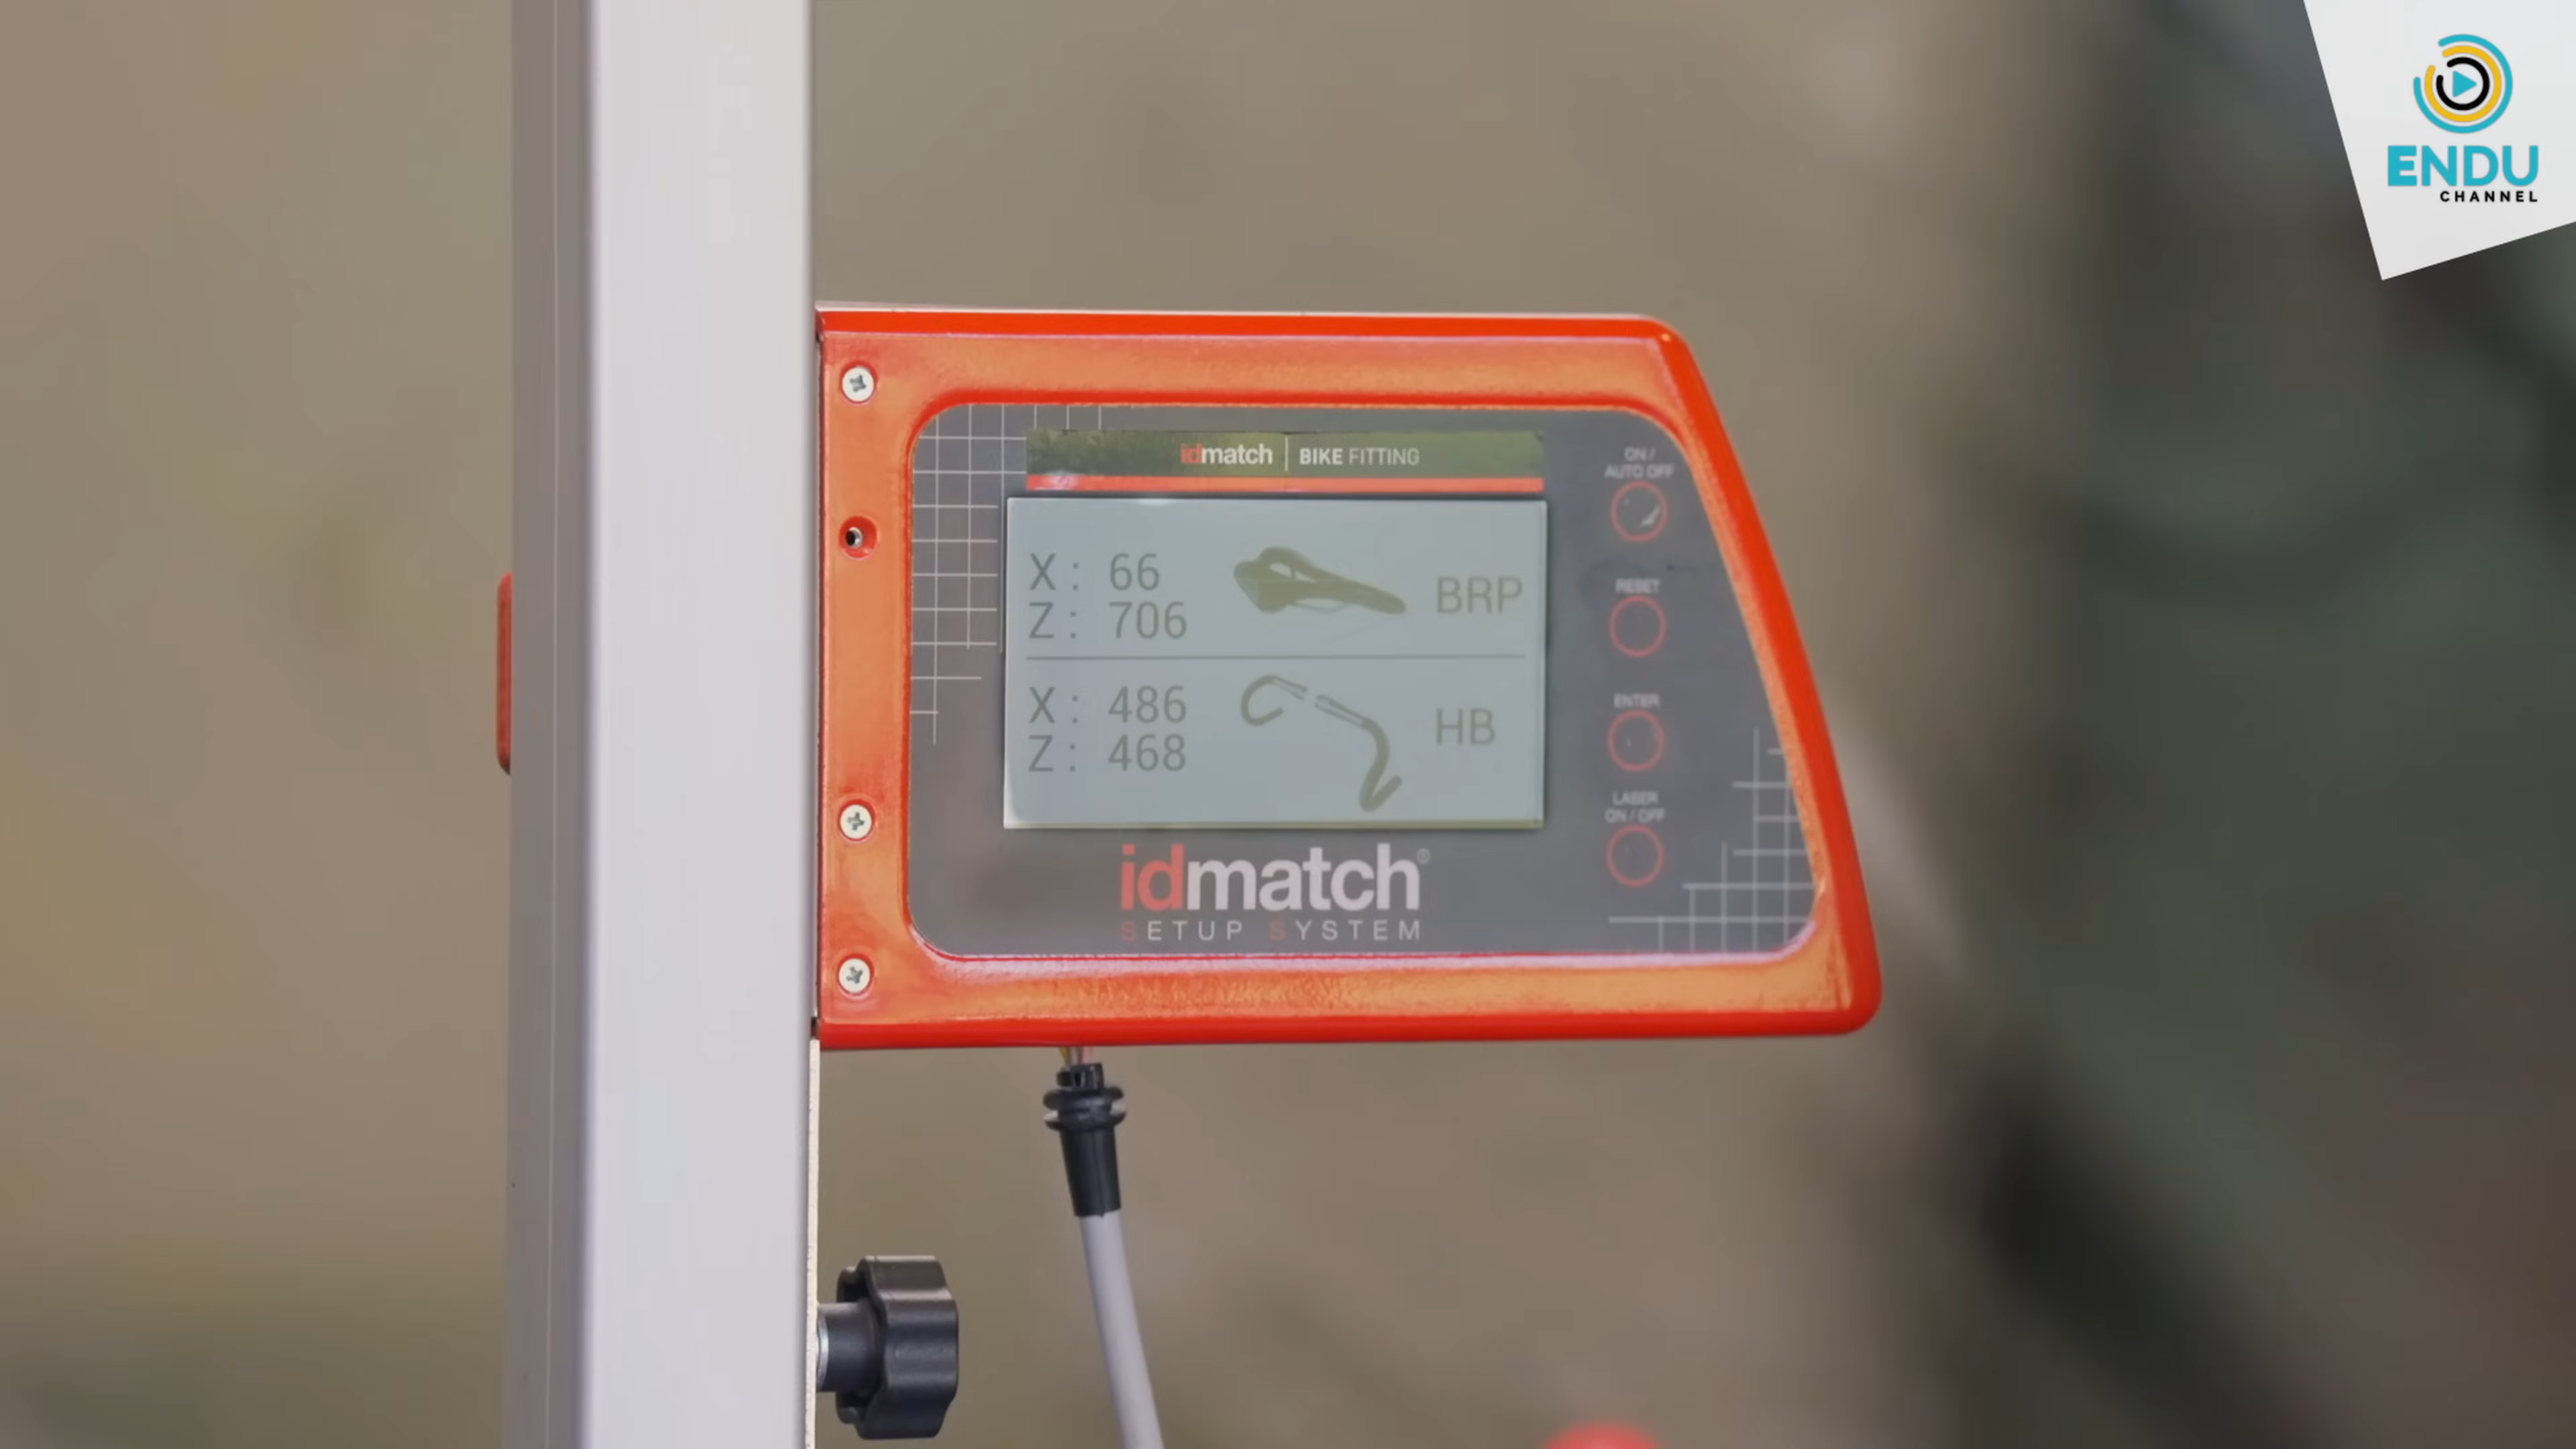 ENDU
CHANNEL
idmatch | BIKE FITTING
ON /
AUTO OFF
X : 66
Z : 706
BRP
RESET
X : 486
Z : 468
HB
ENTER
LASER
ON / OFF
idmatch®
SETUP SYSTEM